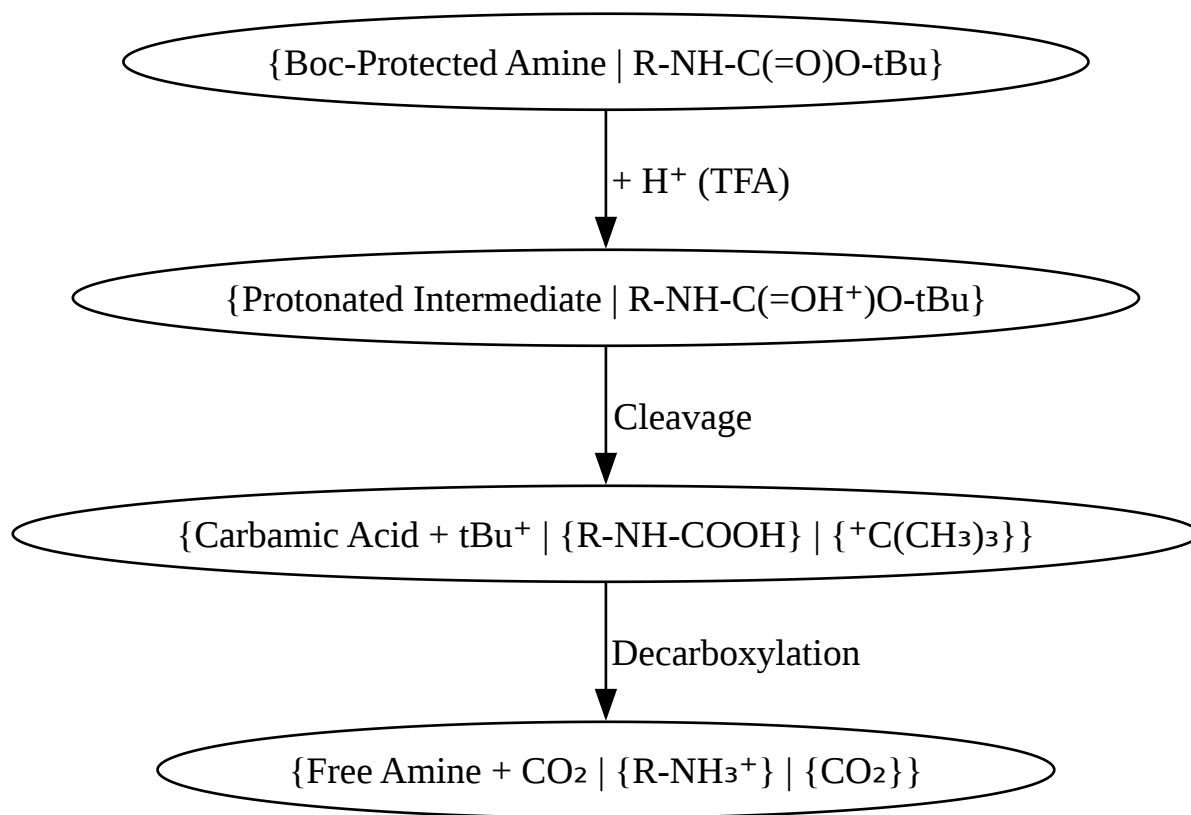 {Boc-Protected Amine | R-NH-C(=O)O-tBu}
+ H⁺ (TFA)
{Protonated Intermediate | R-NH-C(=OH⁺)O-tBu}
Cleavage
{Carbamic Acid + tBu⁺ | {R-NH-COOH} | {⁺C(CH₃)₃}}
Decarboxylation
{Free Amine + CO₂ | {R-NH₃⁺} | {CO₂}}